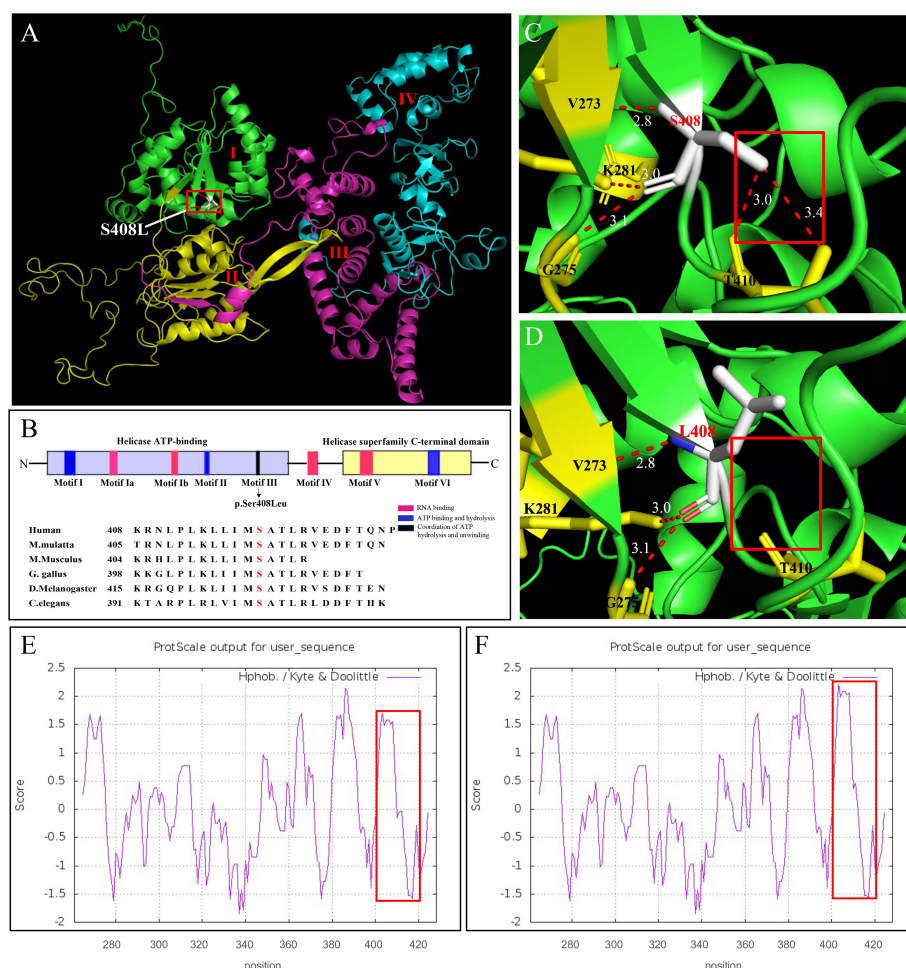 A
I
IV
S408L
II
III
B
Helicase ATP-binding
Helicase superfamily C-terminal domain
N
C
Motif I
Motif Ia
Motif Ib
Motif II
Motif III
Motif IV
Motif V
Motif VI
p.Ser408Leu
RNA binding
ATP binding and hydrolysis
Coordiation of ATP
hydrolysis and unwinding
Human 408 K R N L P L K L L I M S A T L R V E D F T Q N P
M.mulatta 405 T R N L P L K L L I M S A T L R V E D F T Q N
M.Musculus 404 K R H L P L K L L I M S A T L R
G. gallus 398 K K G L P L K L L I M S A T L R V E D F T
D.Melanogaster 415 K R G Q P L K L L I M S A T L R V S D F T E N
C.elegans 391 K T A R P L R L V I M S A T L R L D D F T H K
C
V273
2.8
S408
K281
3.0
3.1
G275
3.0
3.4
T410
D
L408
V273
2.8
K281
3.0
3.1
G275
T410
E
ProtScale output for user_sequence
Hphob. / Kyte & Doolittle
2.5
2
1.5
1
0.5
0
-0.5
-1
-1.5
-2
Score
280 300 320 340 360 380 400 420
position
F
ProtScale output for user_sequence
Hphob. / Kyte & Doolittle
2.5
2
1.5
1
0.5
0
-0.5
-1
-1.5
-2
Score
280 300 320 340 360 380 400 420
position